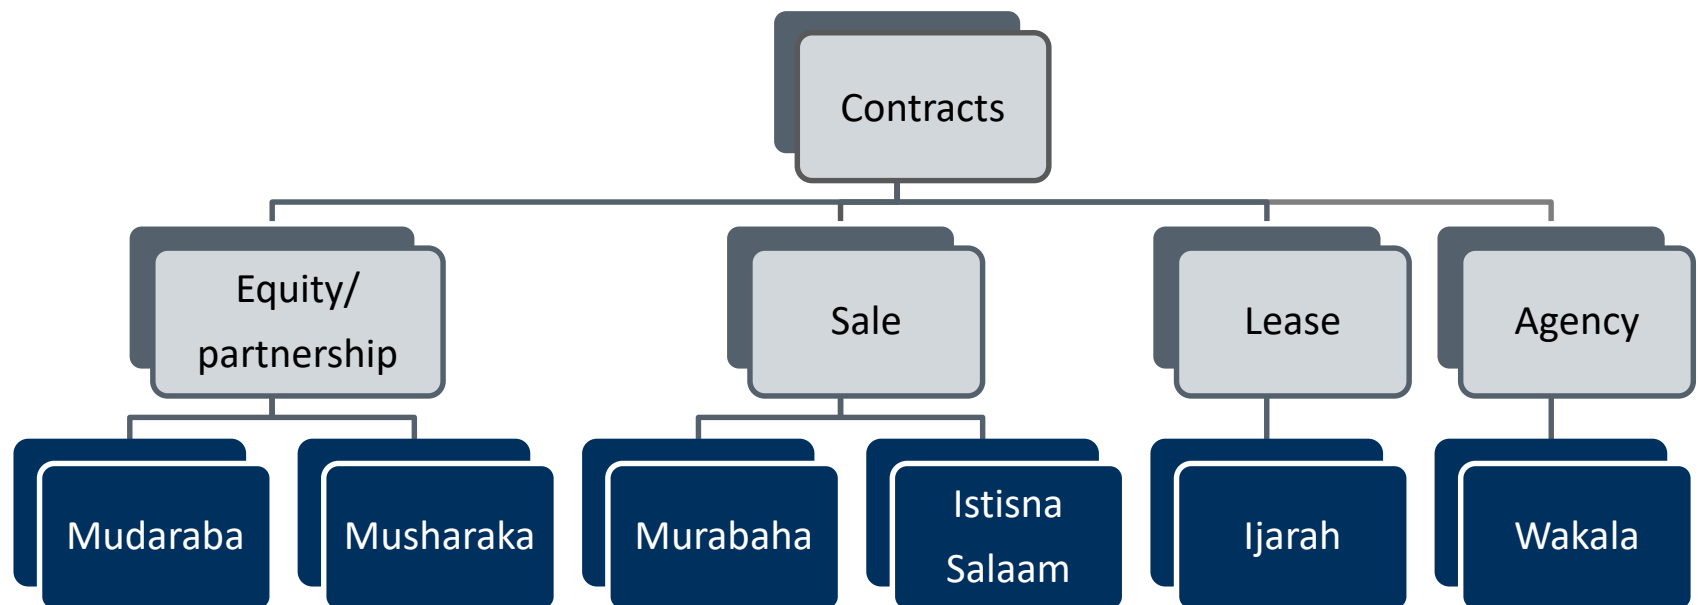 Contracts
Equity/
partnership
Sale
Lease
Agency
Mudaraba
Musharaka
Murabaha
Istisna
Salaam
Ijarah
Wakala